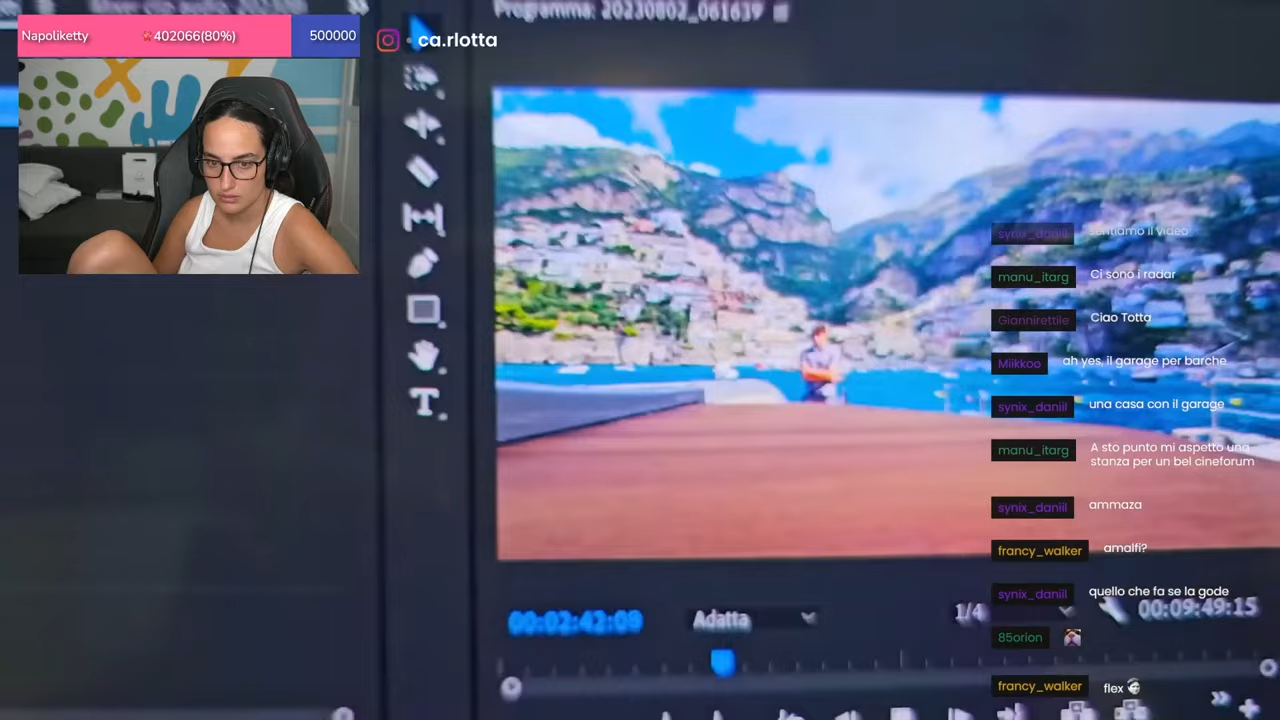 Programma: 20230802_061639
Napoliketty 402066(80%) 500000
ca.rlotta
synix_daniil sentiamo il video
manu_itarg Ci sono i radar
Giannirettile Ciao Totta
Miikkoo ah yes, il garage per barche
synix_daniil una casa con il garage
manu_itarg A sto punto mi aspetto una
stanza per un bel cineforum
synix_daniil ammaza
francy_walker amalfi?
synix_daniil quello che fa se la gode
00:02:42:08 Adatta 1/4 00:09:49:15
85orion
francy_walker flex